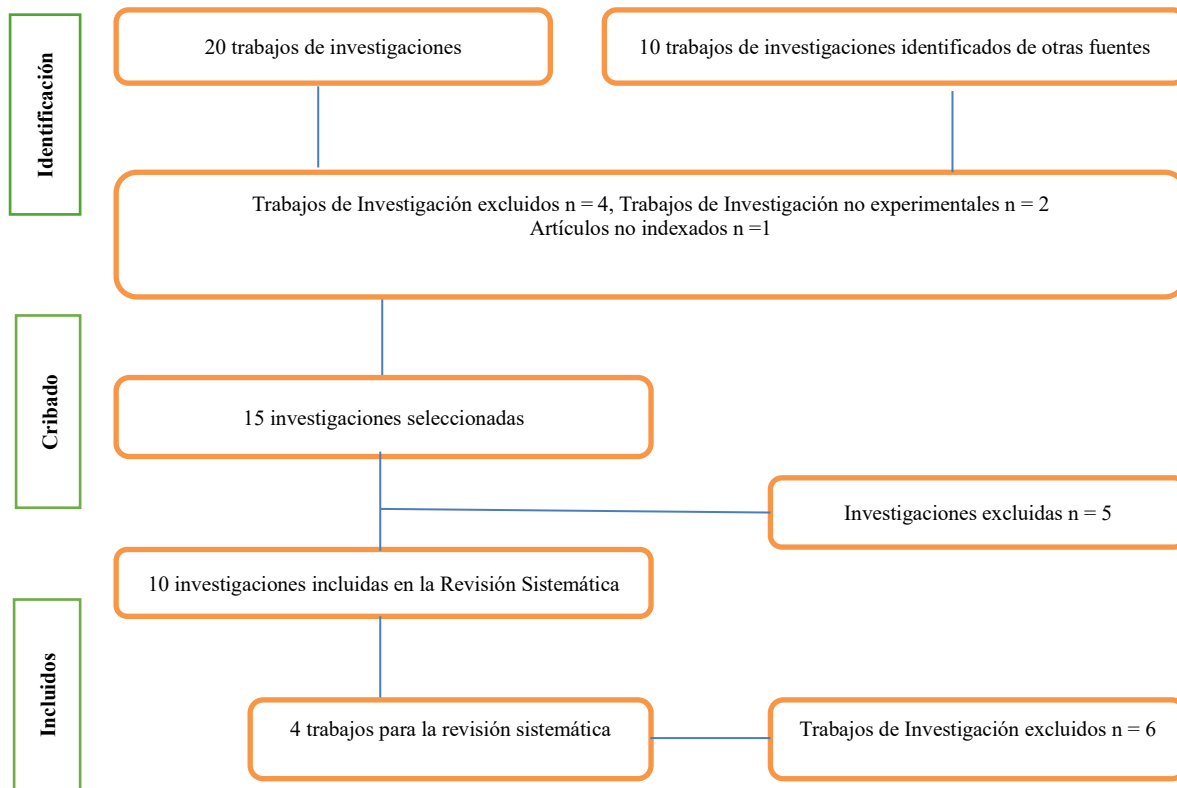 Identificación
20 trabajos de investigaciones
10 trabajos de investigaciones identificados de otras fuentes
Trabajos de Investigación excluidos n = 4, Trabajos de Investigación no experimentales n = 2
Artículos no indexados n =1
Cribado
15 investigaciones seleccionadas
Investigaciones excluidas n = 5
10 investigaciones incluidas en la Revisión Sistemática
Incluidos
4 trabajos para la revisión sistemática
Trabajos de Investigación excluidos n = 6